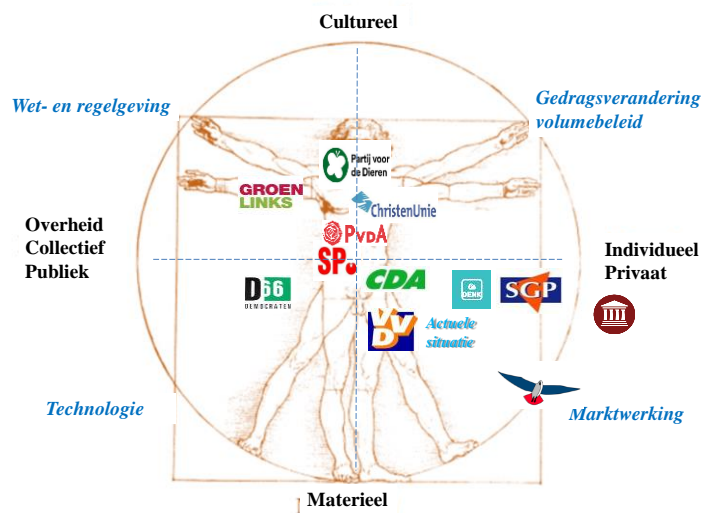 Cultureel
Wet- en regelgeving
Gedragsverandering
volumebeleid
Partij voor
de Dieren
GROEN
LINKS
ChristenUnie
Overheid
Collectief
Publiek
PvdA
SP
Individueel
Privaat
D66
DEMOCRATEN
CDA
DENK
SGP
VVD
Actuele
situatie
Technologie
Marktwerking
Materieel